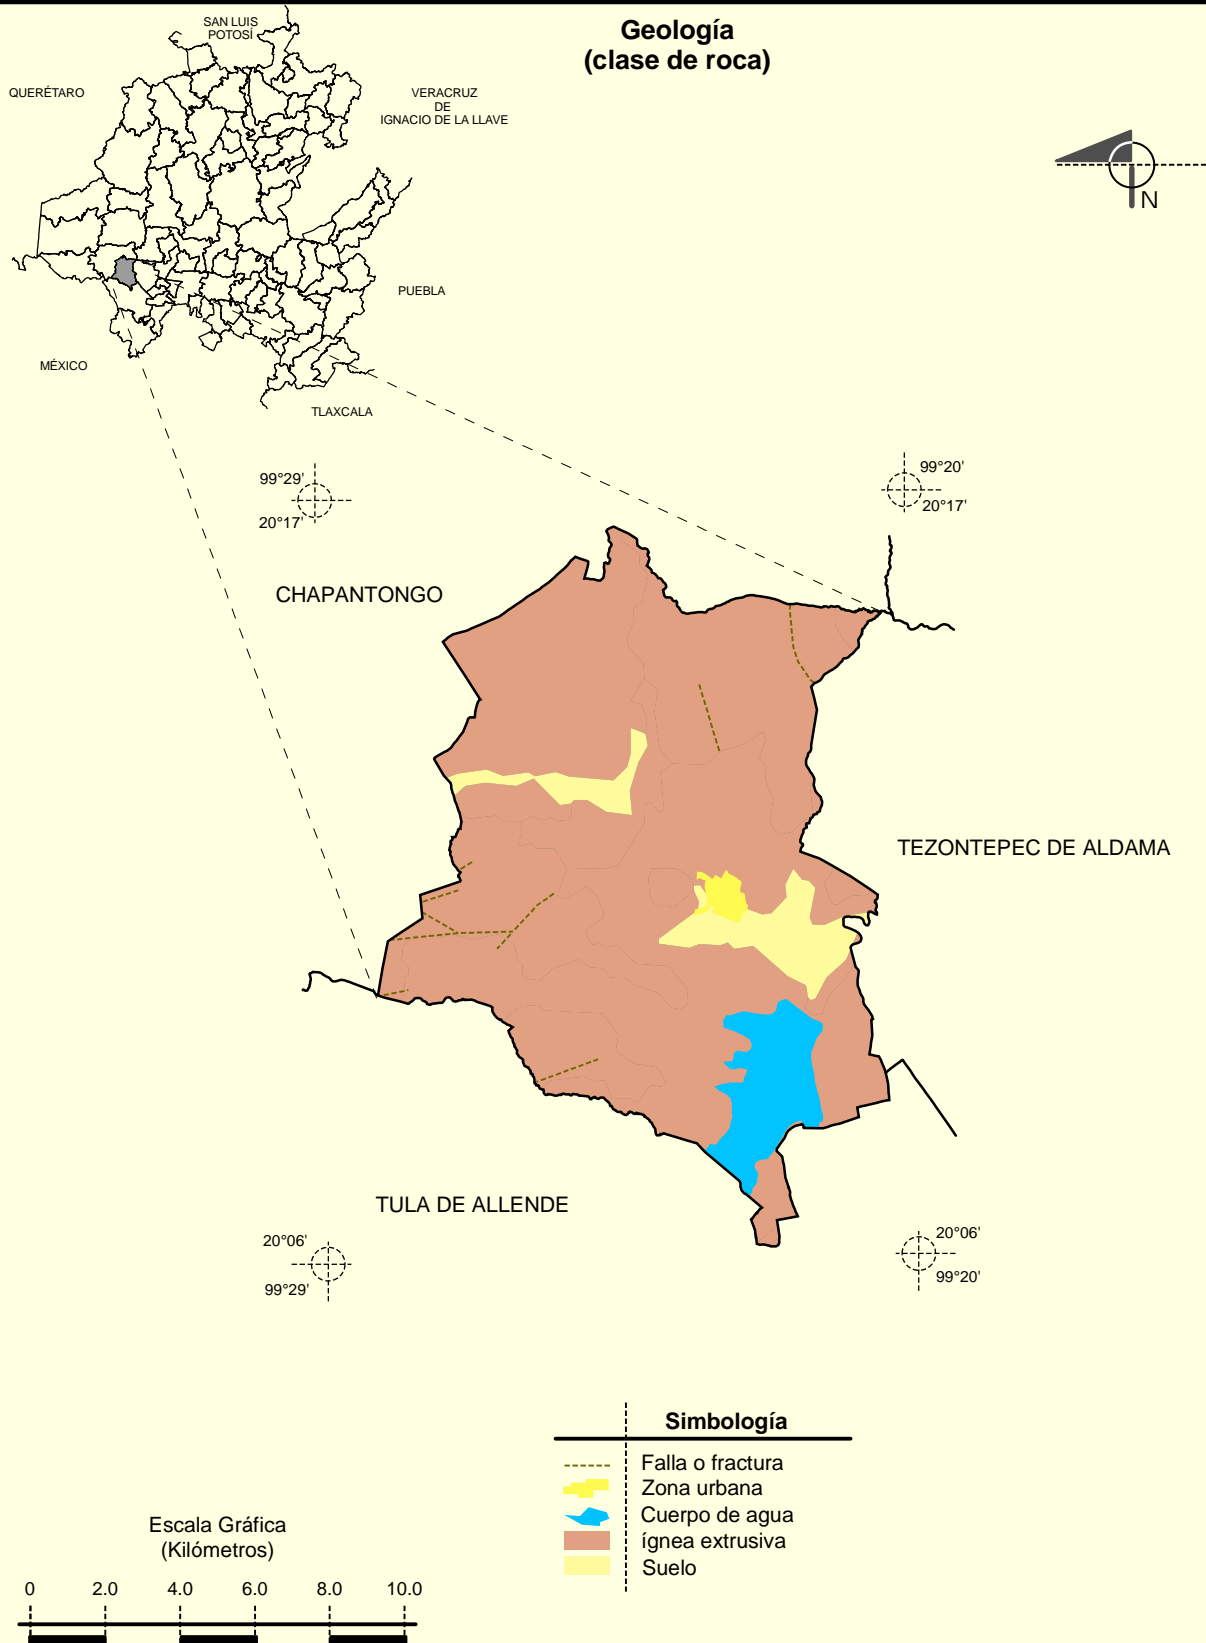 Geología
(clase de roca)
SAN LUIS
POTOSÍ
QUERÉTARO
VERACRUZ
DE
IGNACIO DE LA LLAVE
N
PUEBLA
MÉXICO
TLAXCALA
99°29'
20°17'
99°20'
20°17'
CHAPANTONGO
TEZONTEPEC DE ALDAMA
TULA DE ALLENDE
20°06'
99°29'
20°06'
99°20'
Simbología
Falla o fractura
Zona urbana
Cuerpo de agua
ígnea extrusiva
Suelo
Escala Gráfica
(Kilómetros)
0 2.0 4.0 6.0 8.0 10.0